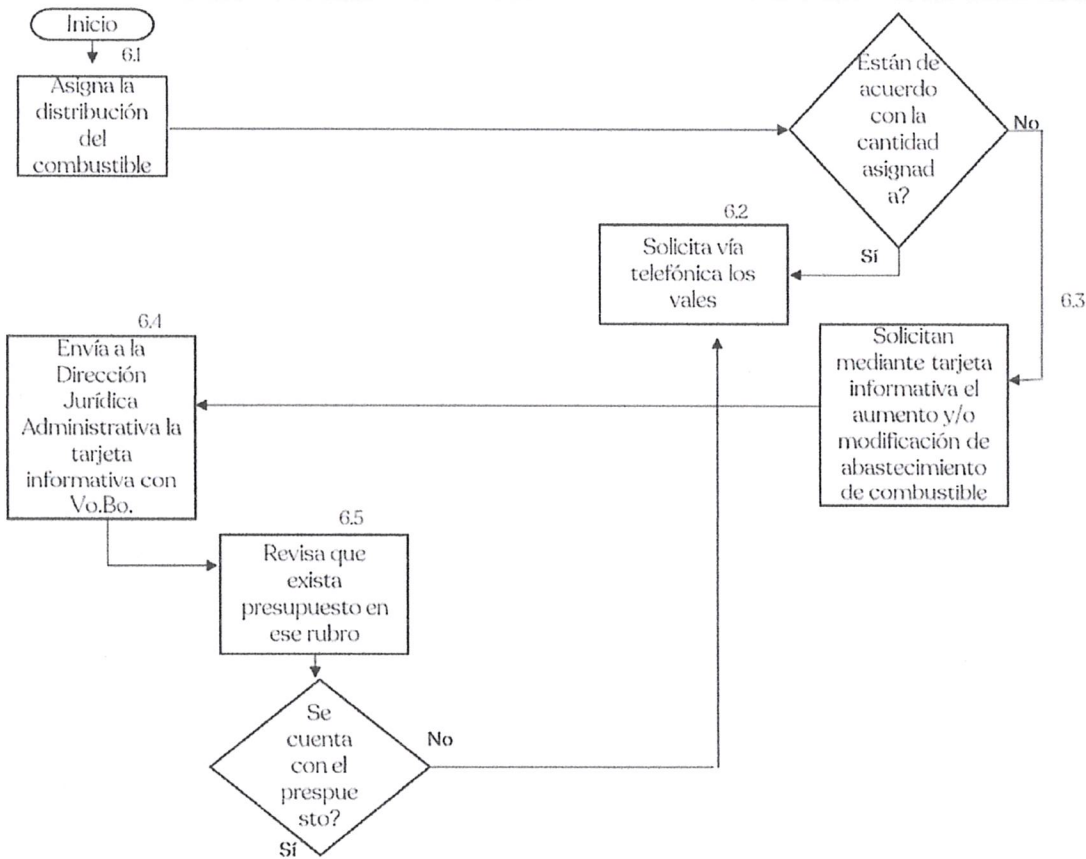 Inicio
6.1
Asigna la
distribución
del
combustible
Están de
acuerdo
con la
cantidad
asignad
a?
No
Sí
6.2
Solicita vía
telefónica los
vales
6.3
Solicitan
mediante tarjeta
informativa el
aumento y/o
modificación de
abastecimiento
de combustible
6.4
Envía a la
Dirección
Jurídica
Administrativa la
tarjeta
informativa con
Vo.Bo.
6.5
Revisa que
exista
presupuesto en
ese rubro
Se
cuenta
con el
prespue
sto?
No
Sí